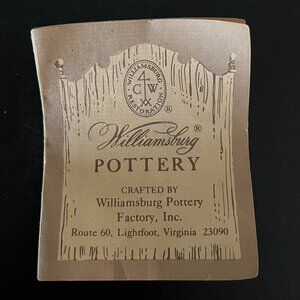 WILLIAMSBURG
CW
RESTORATION
®
Williamsburg®
POTTERY
CRAFTED BY
Williamsburg Pottery
Factory, Inc.
Route 60, Lightfoot, Virginia 23090